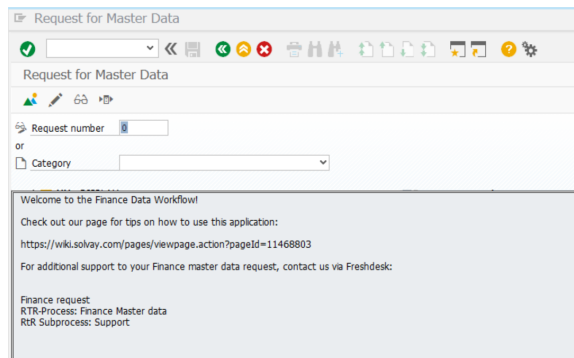 Request for Master Data
Request for Master Data
Request number 0
or
Category
Welcome to the Finance Data Workflow!
Check out our page for tips on how to use this application:
https://wiki.solvay.com/pages/viewpage.action?pageId=11468803
For additional support to your Finance master data request, contact us via Freshdesk:
Finance request
RTR-Process: Finance Master data
RtR Subprocess: Support